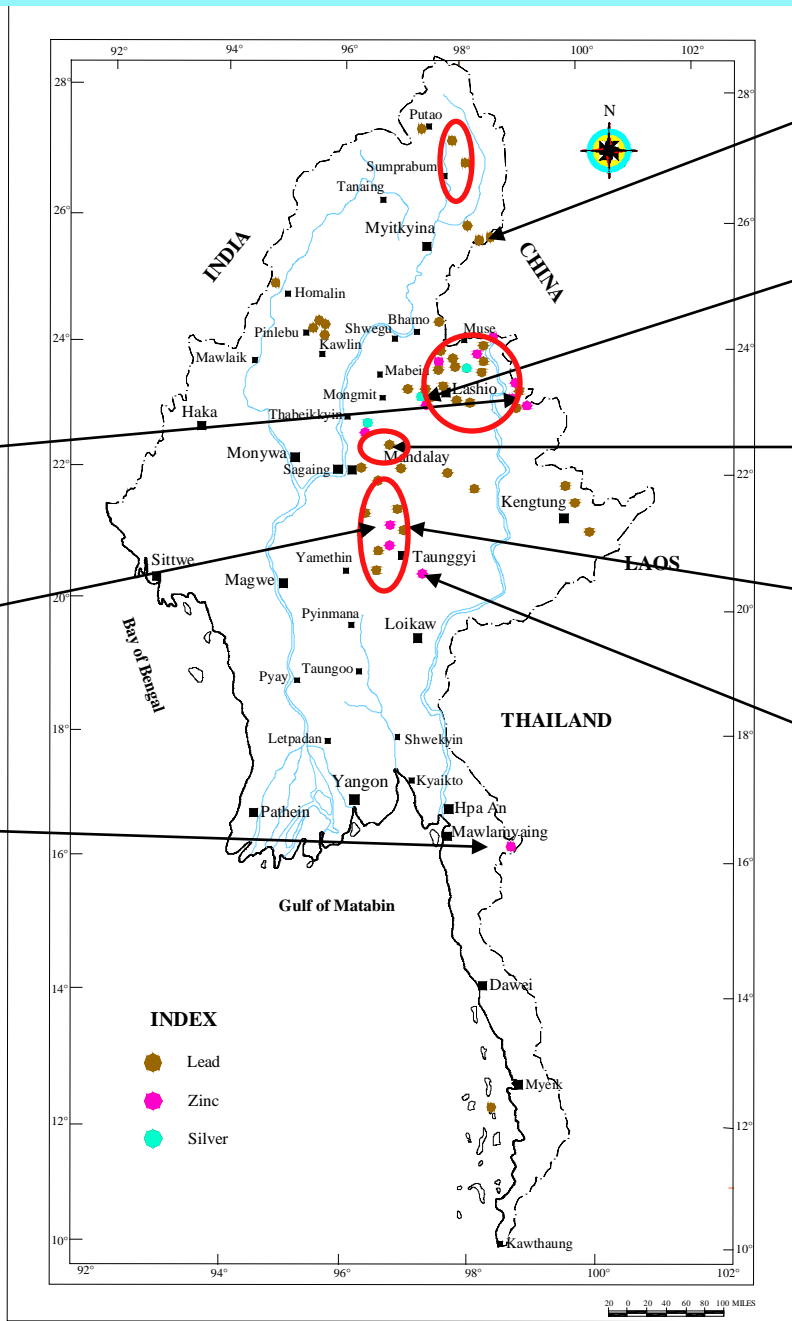 92° 94° 96° 98° 100° 102°
28° 28°
N
Putao
Sumprabum
Tanaing
26° 26°
Myitkyina
INDIA
CHINA
Homalin
Bhamo
Muse
Pinlebu
Shwegu
24° 24°
Kawlin
Mawlaik
Mabein
Lashio
Mongmit
Haka
Thabeikkyin
Monywa
Mandalay
Sagaing
22° 22°
Kengtung
Sittwe
Yamethin
Taunggyi
LAOS
Magwe
20° 20°
Pyinmana
Loikaw
Bay of Bengal
Taungoo
Pyay
THAILAND
18° 18°
Letpadan
Shwekyin
Yangon
Kyaikto
Pathein
Hpa An
Mawlamyaing
16° 16°
Gulf of Matabin
Dawei
14° 14°
INDEX
Lead
Myeik
Zinc
12° 12°
Silver
10° 10°
Kawthaung
92° 94° 96° 98° 100° 102°
20 0 20 40 60 80 100 MILES